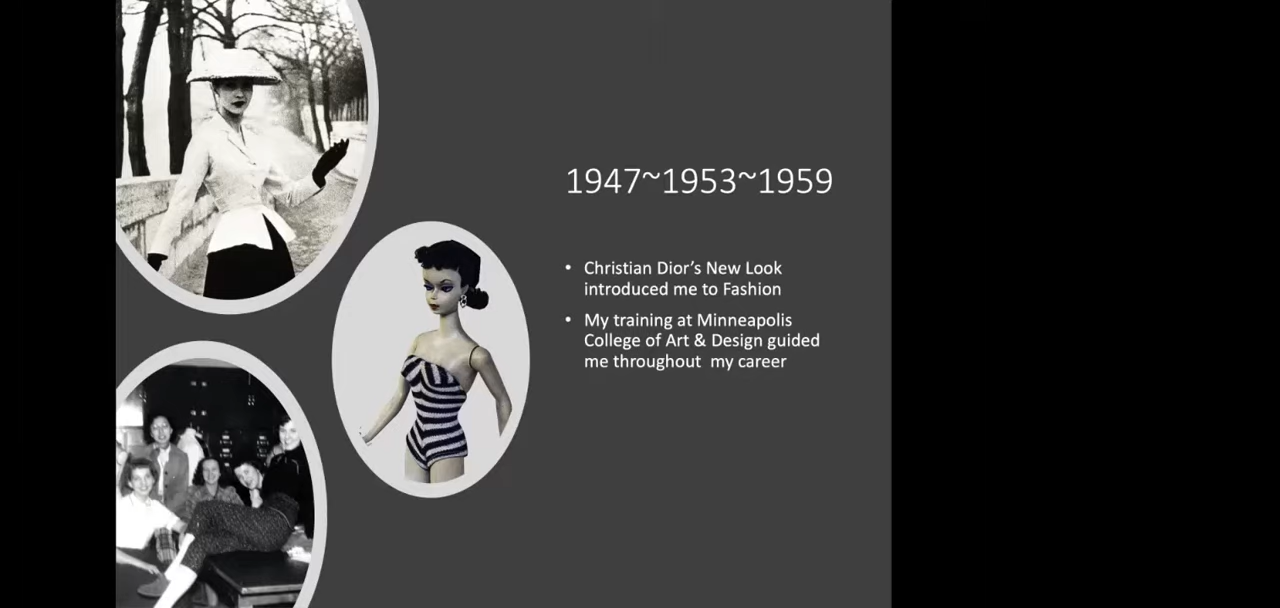 1947~1953~1959
• Christian Dior’s New Look
introduced me to Fashion
• My training at Minneapolis
College of Art & Design guided
me throughout  my career